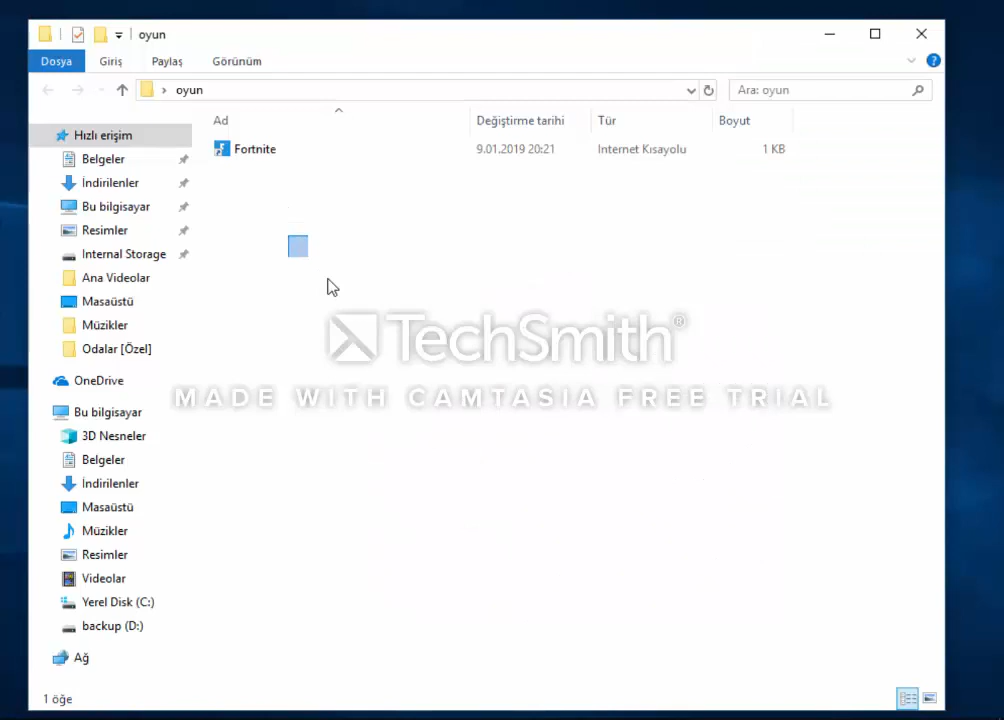 oyun
Dosya
Giriş
Paylaş
Görünüm
?
oyun
Ara: oyun
Ad
Değiştirme tarihi
Tür
Boyut
Fortnite
9.01.2019 20:21
Internet Kısayolu
1 KB
Hızlı erişim
Belgeler
İndirilenler
Bu bilgisayar
Resimler
Internal Storage
Ana Videolar
Masaüstü
Müzikler
Odalar [Özel]
OneDrive
Bu bilgisayar
3D Nesneler
Belgeler
İndirilenler
Masaüstü
Müzikler
Resimler
Videolar
Yerel Disk (C:)
backup (D:)
Ağ
1 öğe
TechSmith®
MADE WITH CAMTASIA FREE TRIAL